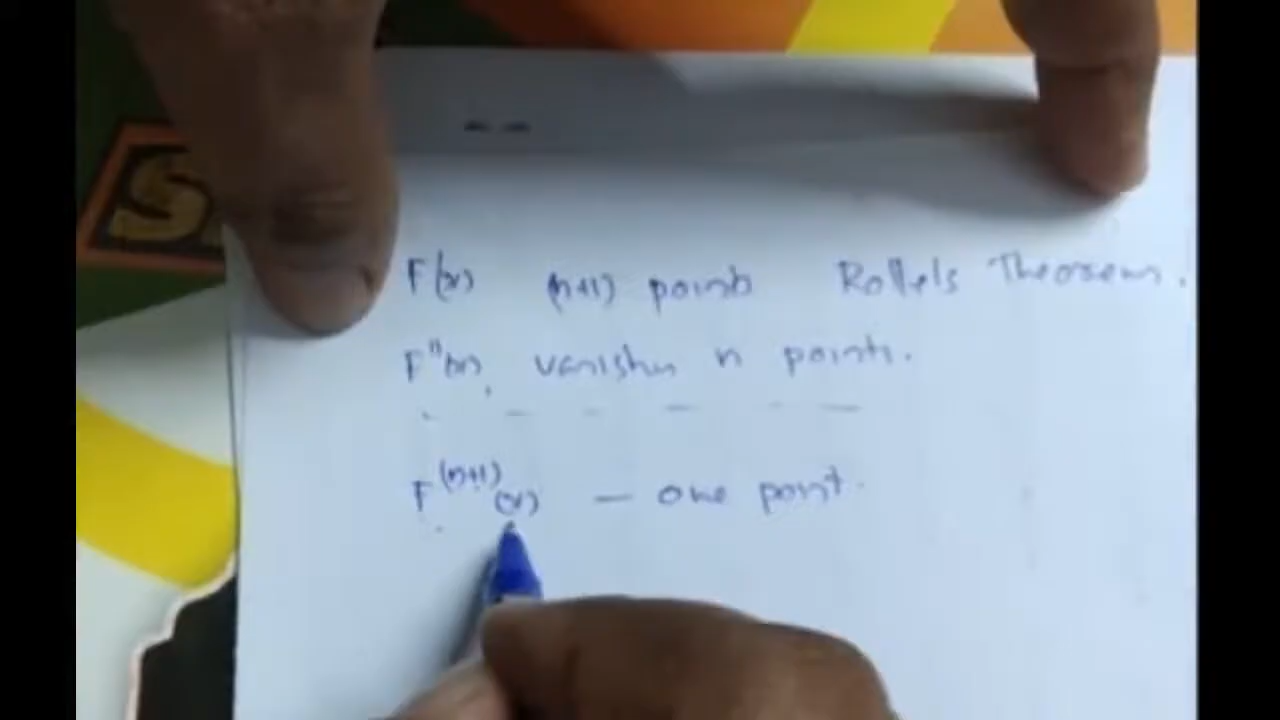 F(x) (n+1) points Rolle's Theorem.
F"(x), vanishes n points.
F^(n+1)(x) — one point.